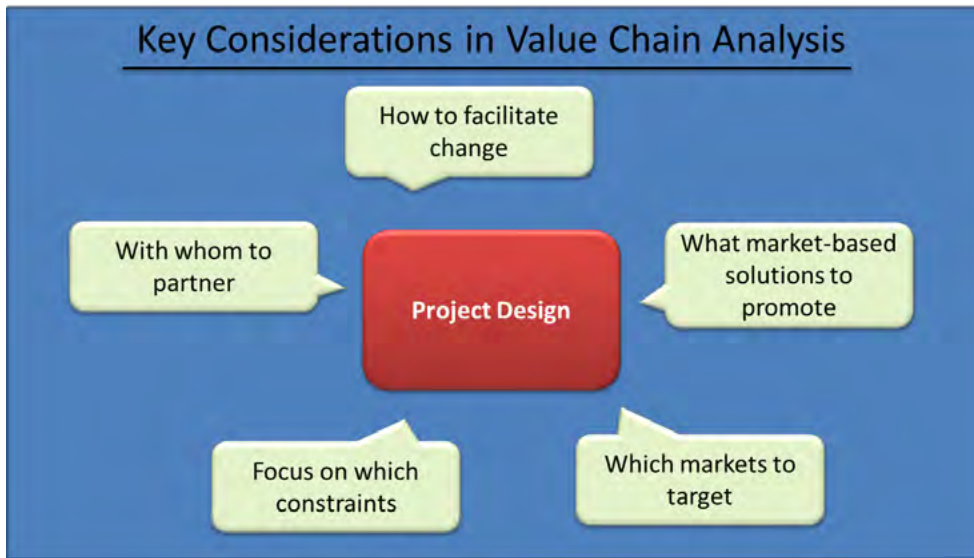 Key Considerations in Value Chain Analysis
How to facilitate
change
With whom to
partner
What market-based
solutions to
promote
Project Design
Focus on which
constraints
Which markets to
target